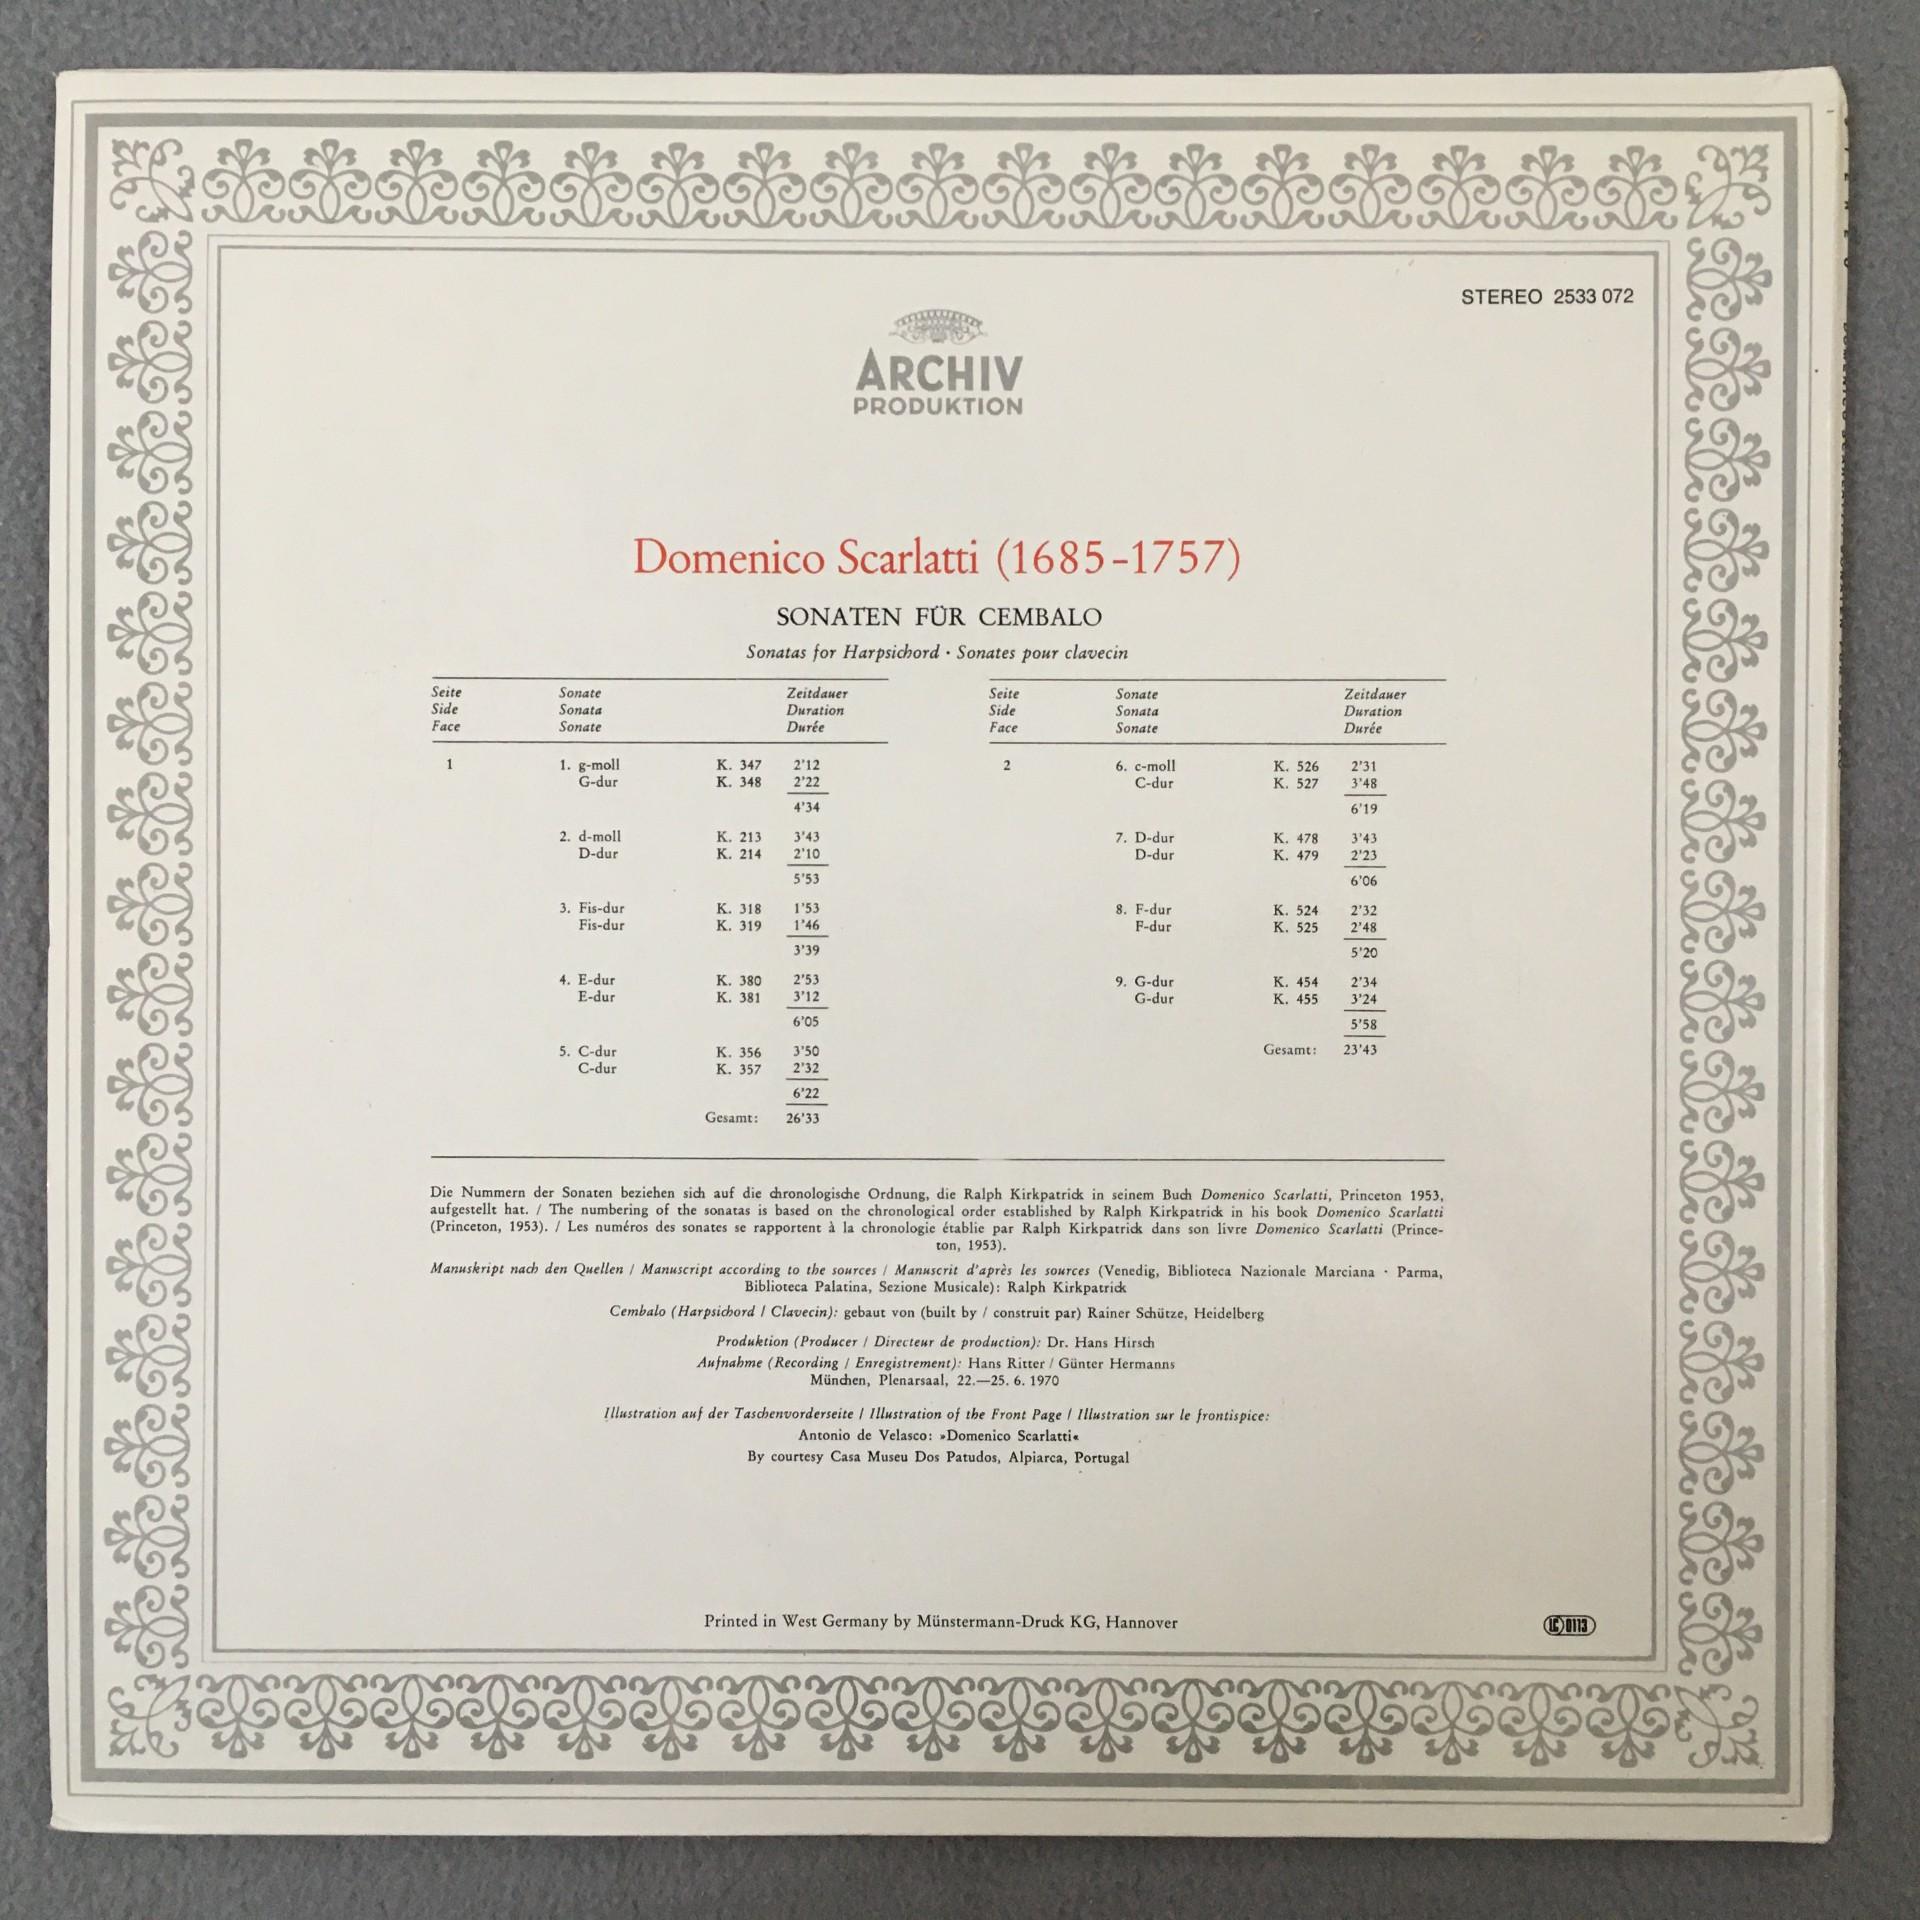 STEREO 2533 072
ARCHIV
PRODUKTION
Domenico Scarlatti (1685-1757)
SONATEN FÜR CEMBALO
Sonatas for Harpsichord · Sonates pour clavecin
Seite Sonate Zeitdauer
Side Sonata Duration
Face Sonate Durée
1 1. g-moll K. 347 2'12
G-dur K. 348 2'22
4'34
2. d-moll K. 213 3'43
D-dur K. 214 2'10
5'53
3. Fis-dur K. 318 1'53
Fis-dur K. 319 1'46
3'39
4. E-dur K. 380 2'53
E-dur K. 381 3'12
6'05
5. C-dur K. 356 3'50
C-dur K. 357 2'32
6'22
Gesamt: 26'33
Seite Sonate Zeitdauer
Side Sonata Duration
Face Sonate Durée
2 6. c-moll K. 526 2'31
C-dur K. 527 3'48
6'19
7. D-dur K. 478 3'43
D-dur K. 479 2'23
6'06
8. F-dur K. 524 2'32
F-dur K. 525 2'48
5'20
9. G-dur K. 454 2'34
G-dur K. 455 3'24
5'58
Gesamt: 23'43
Die Nummern der Sonaten beziehen sich auf die chronologische Ordnung, die Ralph Kirkpatrick in seinem Buch Domenico Scarlatti, Princeton 1953,
aufgestellt hat. / The numbering of the sonatas is based on the chronological order established by Ralph Kirkpatrick in his book Domenico Scarlatti
(Princeton, 1953). / Les numéros des sonates se rapportent à la chronologie établie par Ralph Kirkpatrick dans son livre Domenico Scarlatti (Prince-
ton, 1953).
Manuskript nach den Quellen / Manuscript according to the sources / Manuscrit d'après les sources (Venedig, Biblioteca Nazionale Marciana · Parma,
Biblioteca Palatina, Sezione Musicale): Ralph Kirkpatrick
Cembalo (Harpsichord / Clavecin): gebaut von (built by / construit par) Rainer Schütze, Heidelberg
Produktion (Producer / Directeur de production): Dr. Hans Hirsch
Aufnahme (Recording / Enregistrement): Hans Ritter / Günter Hermanns
München, Plenarsaal, 22.—25. 6. 1970
Illustration auf der Taschenvorderseite / Illustration of the Front Page / Illustration sur le frontispice:
Antonio de Velasco: »Domenico Scarlatti«
By courtesy Casa Museu Dos Patudos, Alpiarca, Portugal
Printed in West Germany by Münstermann-Druck KG, Hannover
LC 0113